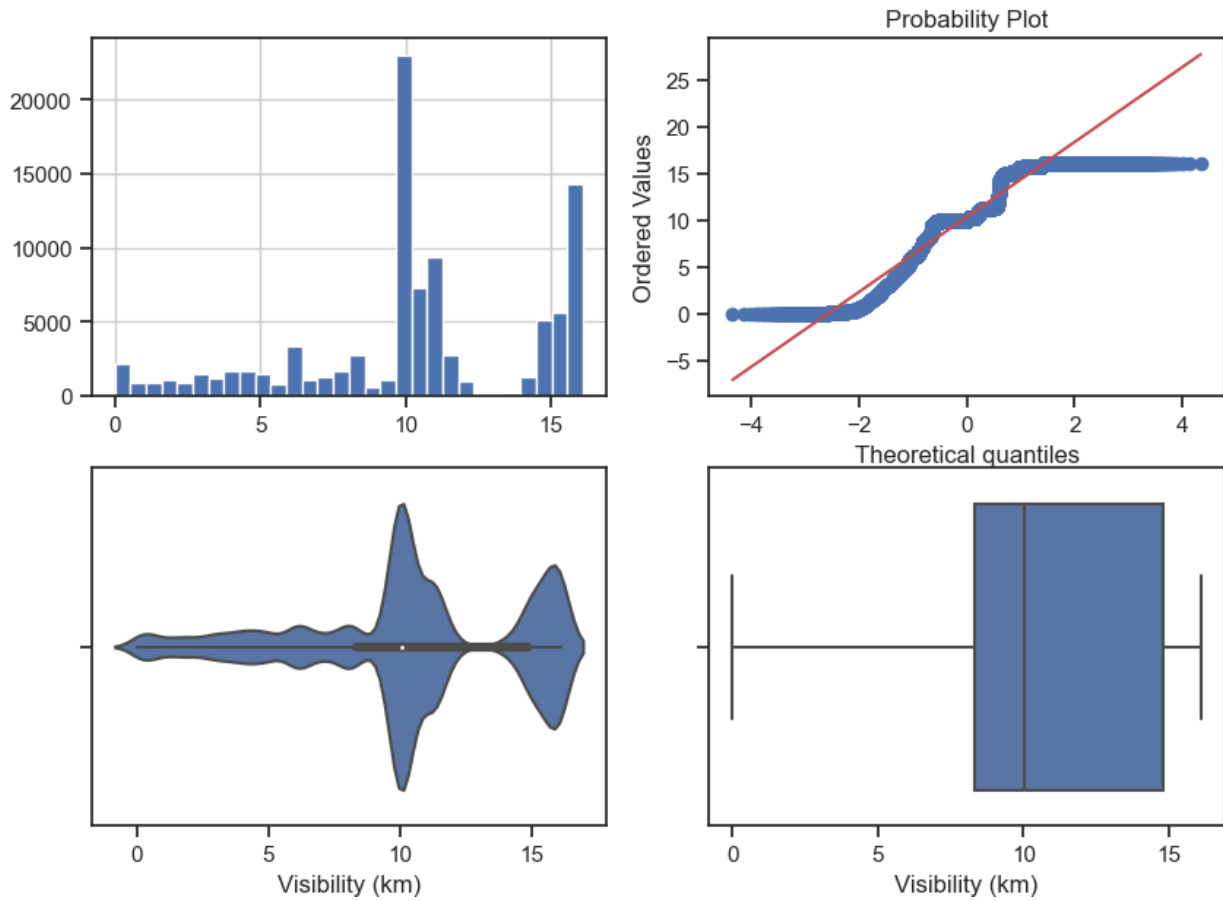 Probability Plot
20000
15000
10000
5000
0
0 5 10 15
Ordered Values
25
20
15
10
5
0
−5
−4 −2 0 2 4
Theoretical quantiles
0 5 10 15
Visibility (km)
0 5 10 15
Visibility (km)